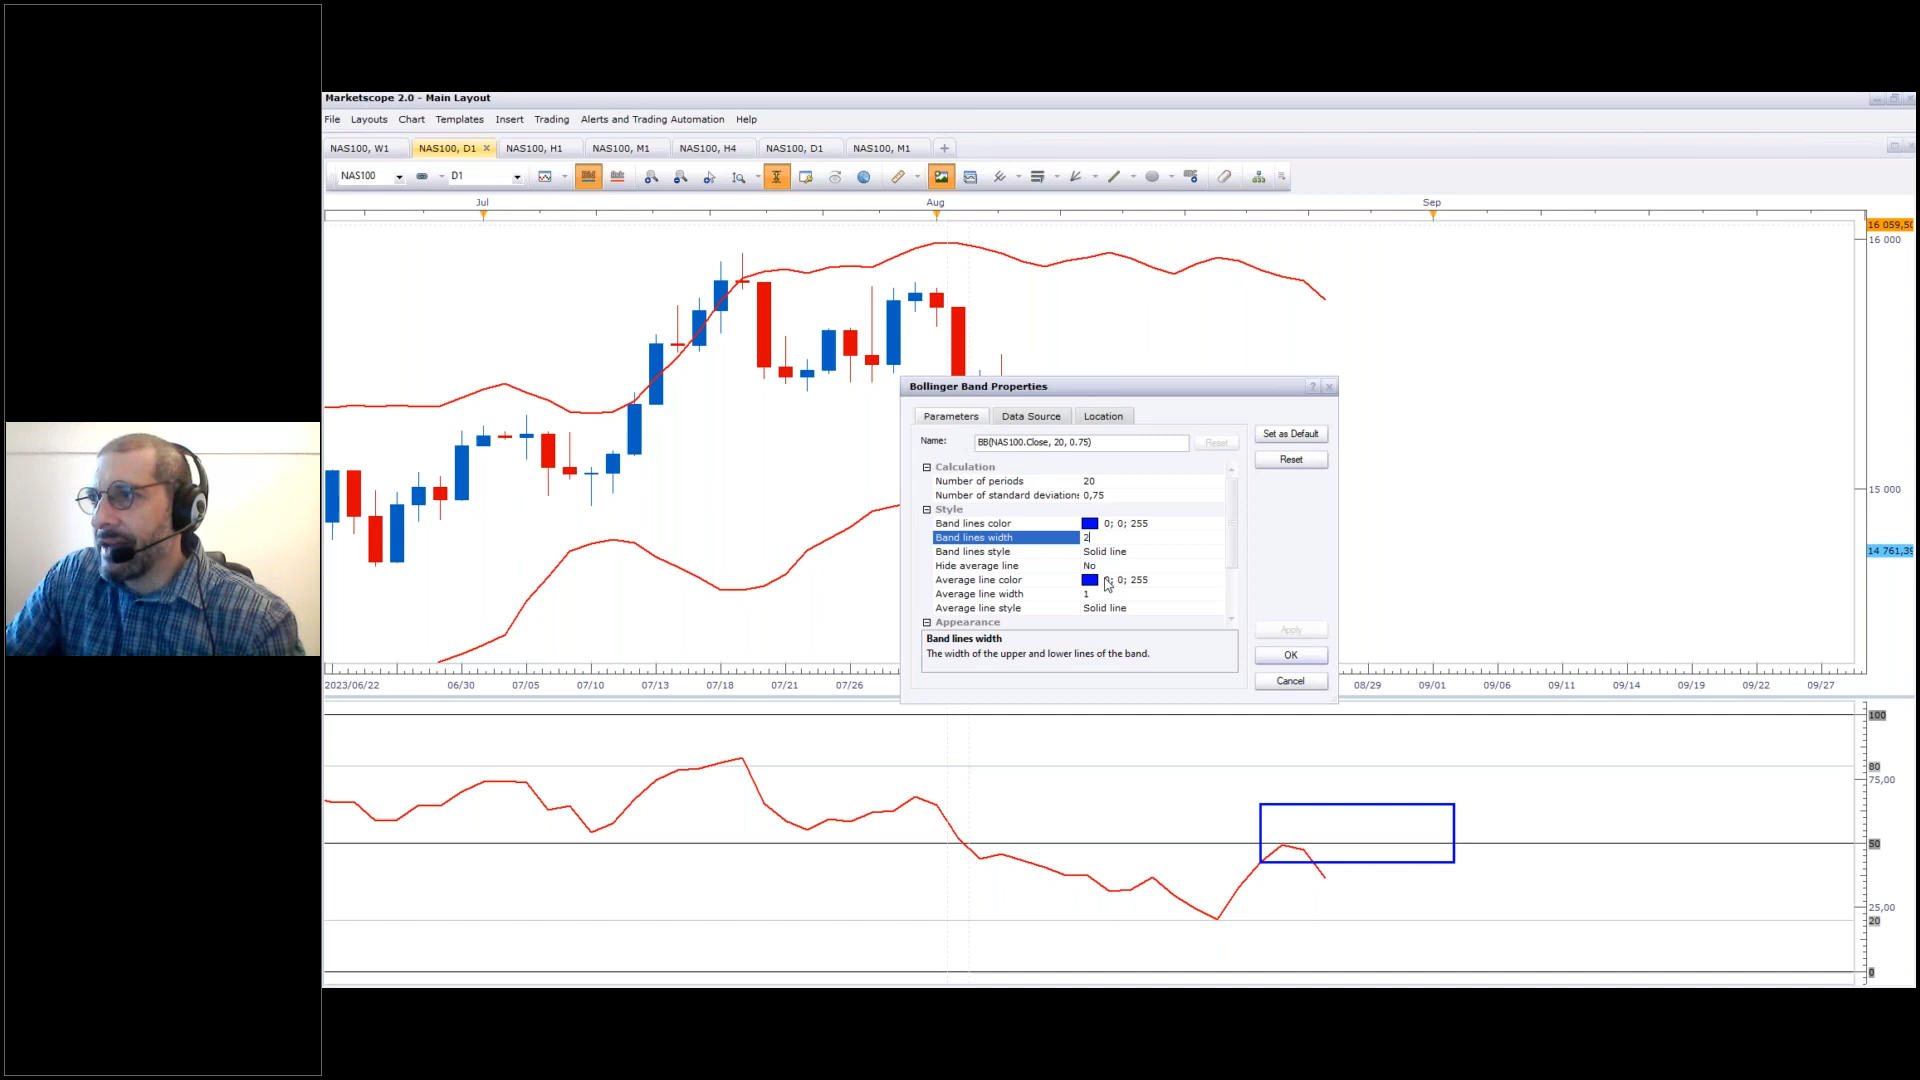 Marketscope 2.0 - Main Layout
File Layouts Chart Templates Insert Trading Alerts and Trading Automation Help
NAS100, W1 NAS100, D1 NAS100, H1 NAS100, M1 NAS100, H4 NAS100, D1 NAS100, M1
NAS100 D1
Jul Aug Sep
16 059,50
16 000
15 000
14 761,39
Bollinger Band Properties
Parameters Data Source Location
Name: BB(NAS100.Close, 20, 0.75) Reset
Set as Default
Reset
Calculation
Number of periods 20
Number of standard deviations 0,75
Style
Band lines color 0; 0; 255
Band lines width 2
Band lines style Solid line
Hide average line No
Average line color 0; 0; 255
Average line width 1
Average line style Solid line
Appearance
Band lines width
The width of the upper and lower lines of the band.
Apply
OK
Cancel
2023/06/22 06/30 07/05 07/10 07/13 07/18 07/21 07/26 08/29 09/01 09/06 09/11 09/14 09/19 09/22 09/27
100
80
75,00
50
25,00
20
0